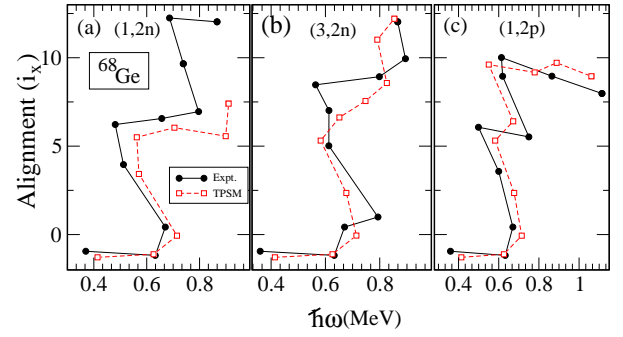 (a) (1,2n) (b) (3,2n) (c) (1,2p)
⁶⁸Ge
Alignment (iₓ)
10
5
0
Expt.
TPSM
0.4 0.6 0.8 0.4 0.6 0.8 0.4 0.6 0.8 1
ħω(MeV)